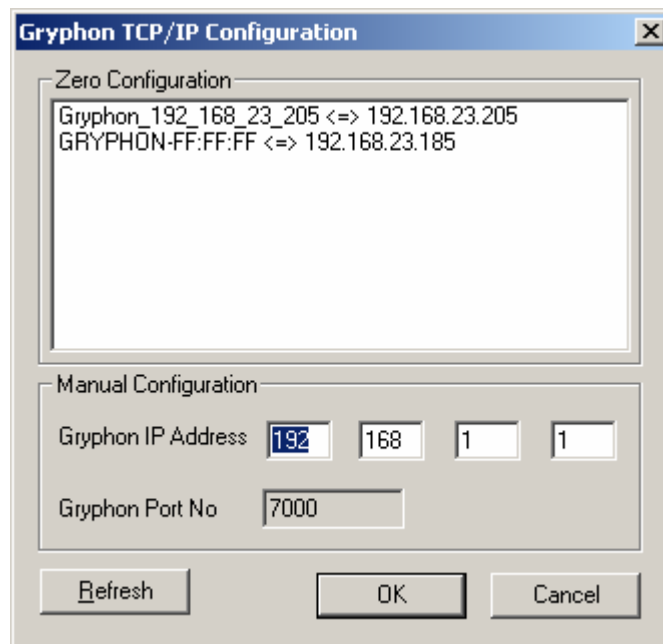 Gryphon TCP/IP Configuration
Zero Configuration
Gryphon_192_168_23_205 <=> 192.168.23.205
GRYPHON-FF:FF:FF <=> 192.168.23.185
Manual Configuration
Gryphon IP Address 192 168 1 1
Gryphon Port No 7000
Refresh OK Cancel